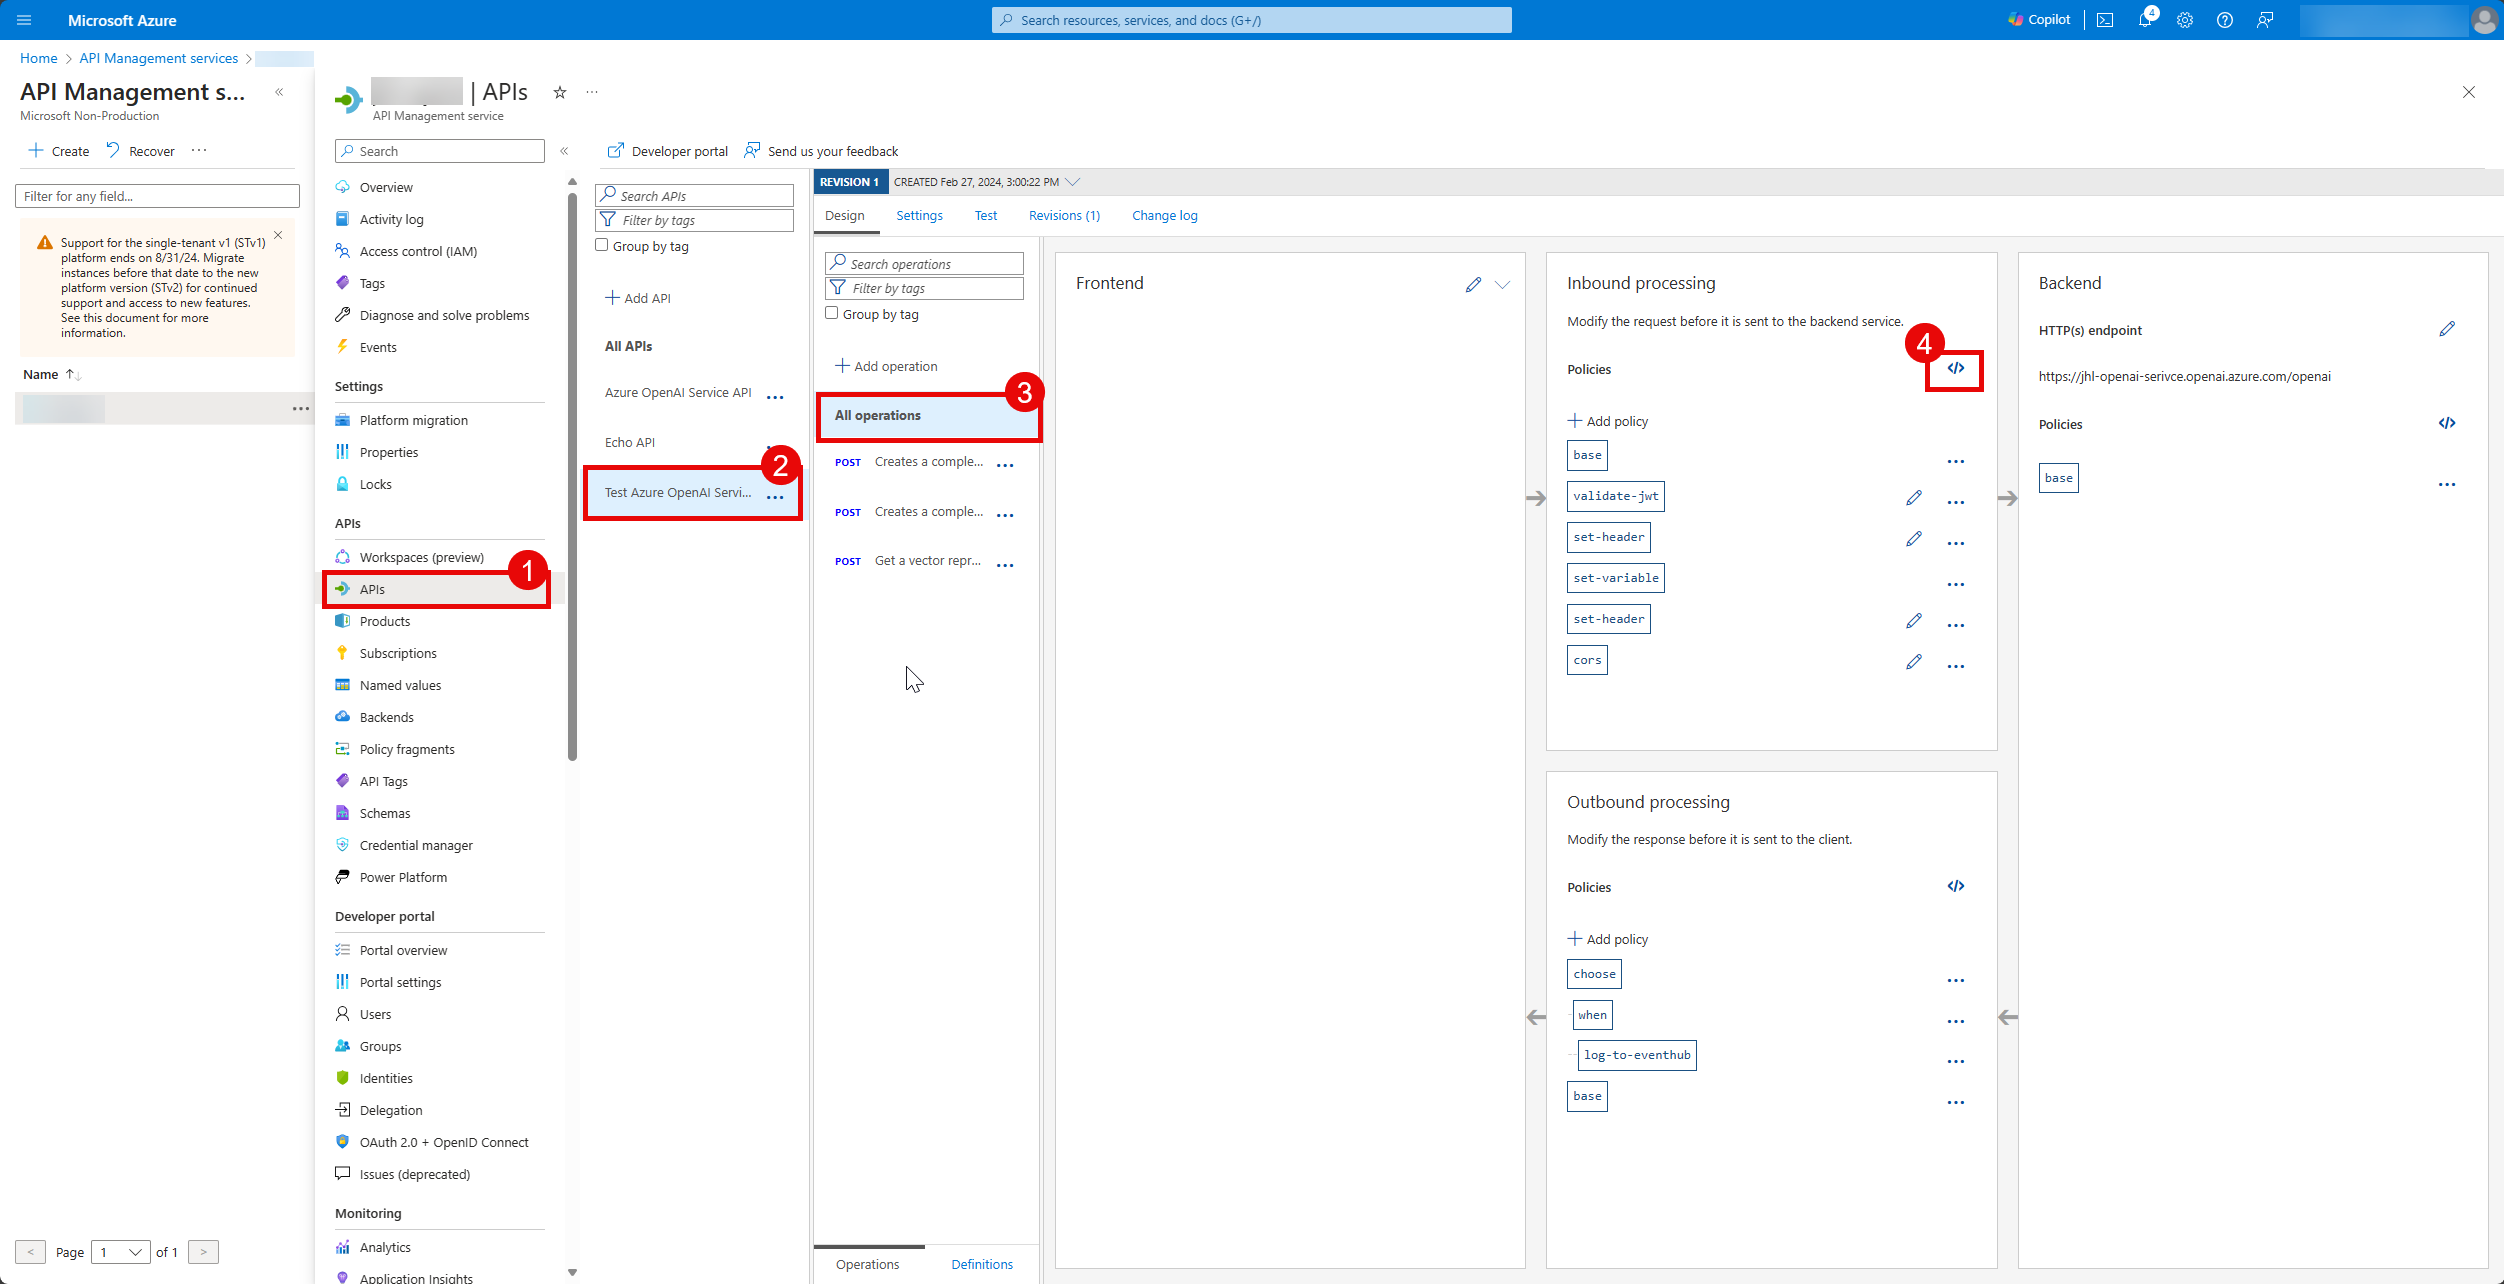 Microsoft Azure
Search resources, services, and docs (G+/)
Copilot
4
Home > API Management services >
API Management s...
«
Microsoft Non-Production
+ Create
Recover
...
Filter for any field...
Support for the single-tenant v1 (STv1)
platform ends on 8/31/24. Migrate
instances before that date to the new
platform version (STv2) for continued
support and access to new features.
See this document for more
information.
Name ↑↓
...
< Page 1 of 1 >
| APIs
...
API Management service
Search
«
Overview
Activity log
Access control (IAM)
Tags
Diagnose and solve problems
Events
Settings
Platform migration
Properties
Locks
APIs
Workspaces (preview)
1
APIs
Products
Subscriptions
Named values
Backends
Policy fragments
API Tags
Schemas
Credential manager
Power Platform
Developer portal
Portal overview
Portal settings
Users
Groups
Identities
Delegation
OAuth 2.0 + OpenID Connect
Issues (deprecated)
Monitoring
Analytics
Application Insights
Developer portal
Send us your feedback
Search APIs
Filter by tags
Group by tag
+ Add API
All APIs
Azure OpenAI Service API ...
Echo API
2
Test Azure OpenAI Servi... ...
REVISION 1
CREATED Feb 27, 2024, 3:00:22 PM
Design
Settings
Test
Revisions (1)
Change log
Search operations
Filter by tags
Group by tag
+ Add operation
3
All operations
POST Creates a comple... ...
POST Creates a comple... ...
POST Get a vector repr... ...
Operations
Definitions
Frontend
Inbound processing
Modify the request before it is sent to the backend service.
4
Policies </>
+ Add policy
base ...
validate-jwt ...
set-header ...
set-variable ...
set-header ...
cors ...
Outbound processing
Modify the response before it is sent to the client.
Policies </>
+ Add policy
choose ...
when ...
log-to-eventhub ...
base ...
Backend
HTTP(s) endpoint
https://jhl-openai-serivce.openai.azure.com/openai
Policies </>
base ...